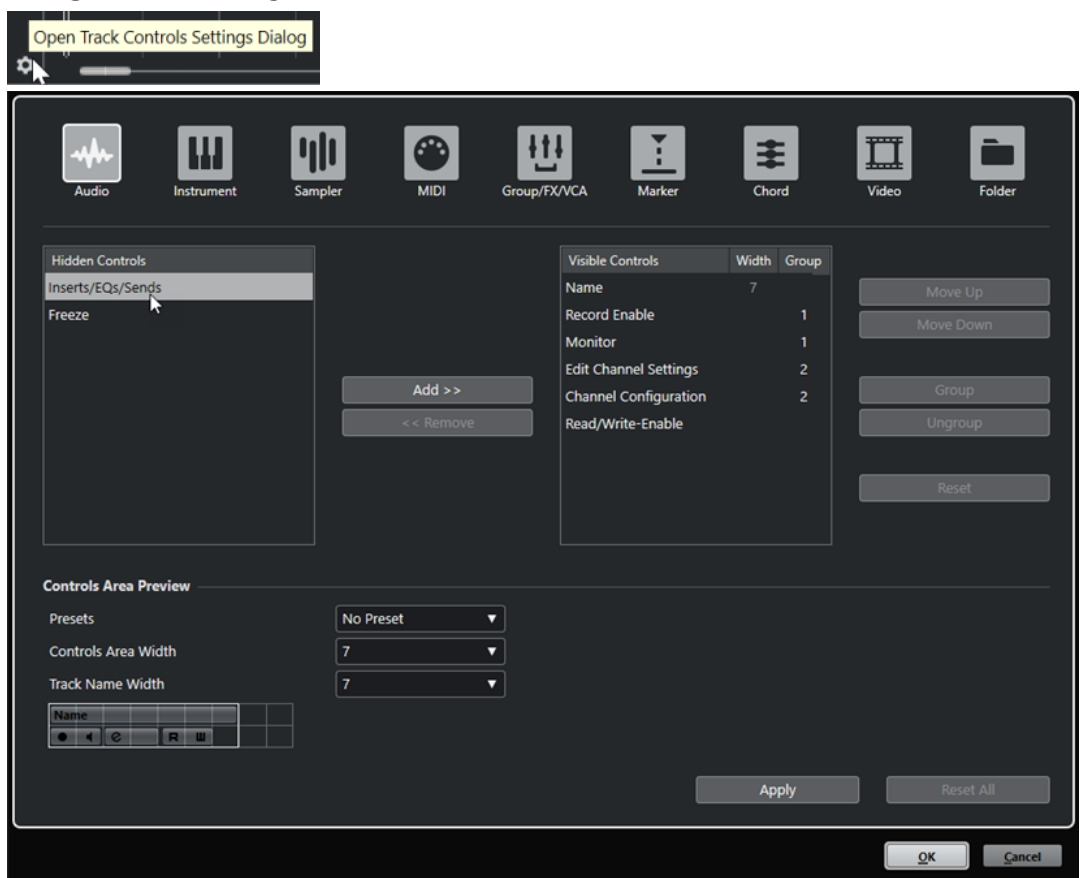 Open Track Controls Settings Dialog
Audio Instrument Sampler MIDI Group/FX/VCA Marker Chord Video Folder
Hidden Controls
Inserts/EQs/Sends
Freeze
Add >>
<< Remove
Visible Controls Width Group
Name 7
Record Enable 1
Monitor 1
Edit Channel Settings 2
Channel Configuration 2
Read/Write-Enable
Move Up
Move Down
Group
Ungroup
Reset
Controls Area Preview
Presets No Preset
Controls Area Width 7
Track Name Width 7
Name
e R W
Apply Reset All
OK Cancel